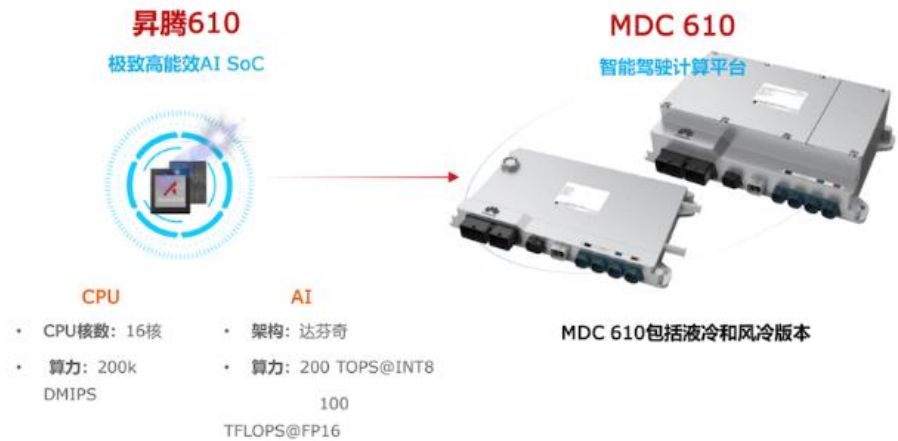 昇腾610
极致高能效AI SoC
MDC 610
智能驾驶计算平台
CPU
• CPU核数：16核
• 算力：200k
DMIPS
AI
• 架构：达芬奇
• 算力：200 TOPS@INT8
100
TFLOPS@FP16
MDC 610包括液冷和风冷版本